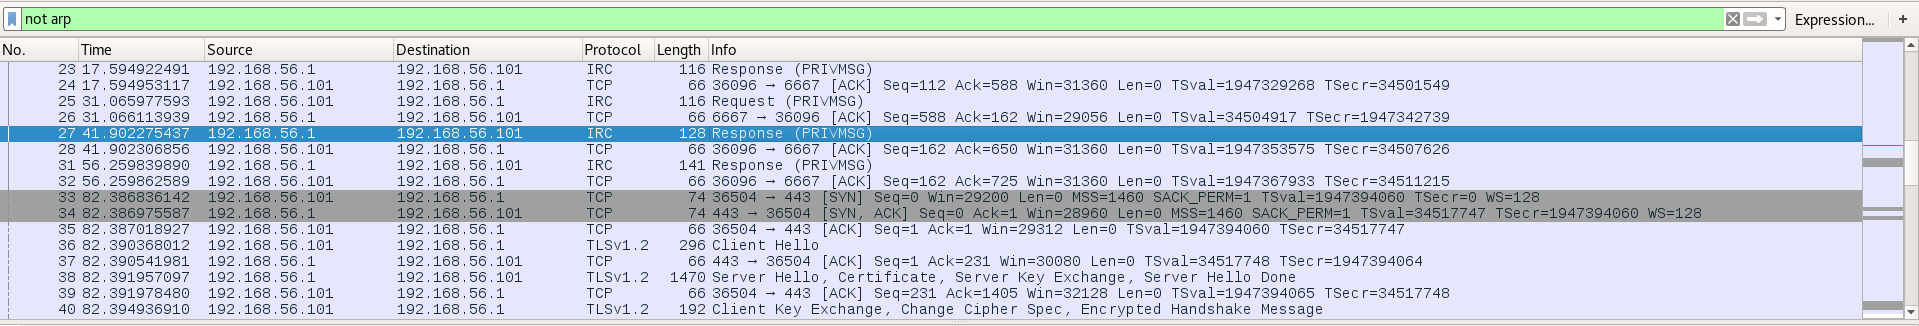 not arp Expression... +
No. Time Source Destination Protocol Length Info
23 17.594922491 192.168.56.1 192.168.56.101 IRC 116 Response (PRIVMSG)
24 17.594953117 192.168.56.101 192.168.56.1 TCP 66 36096 → 6667 [ACK] Seq=112 Ack=588 Win=31360 Len=0 TSval=1947329268 TSecr=34501549
25 31.065977593 192.168.56.101 192.168.56.1 IRC 116 Request (PRIVMSG)
26 31.066113939 192.168.56.1 192.168.56.101 TCP 66 6667 → 36096 [ACK] Seq=588 Ack=162 Win=29056 Len=0 TSval=34504917 TSecr=1947342739
27 41.902275437 192.168.56.1 192.168.56.101 IRC 128 Response (PRIVMSG)
28 41.902306856 192.168.56.101 192.168.56.1 TCP 66 36096 → 6667 [ACK] Seq=162 Ack=650 Win=31360 Len=0 TSval=1947353575 TSecr=34507626
31 56.259839890 192.168.56.1 192.168.56.101 IRC 141 Response (PRIVMSG)
32 56.259862589 192.168.56.101 192.168.56.1 TCP 66 36096 → 6667 [ACK] Seq=162 Ack=725 Win=31360 Len=0 TSval=1947367933 TSecr=34511215
33 82.386836142 192.168.56.101 192.168.56.1 TCP 74 36504 → 443 [SYN] Seq=0 Win=29200 Len=0 MSS=1460 SACK_PERM=1 TSval=1947394060 TSecr=0 WS=128
34 82.386975587 192.168.56.1 192.168.56.101 TCP 74 443 → 36504 [SYN, ACK] Seq=0 Ack=1 Win=28960 Len=0 MSS=1460 SACK_PERM=1 TSval=34517747 TSecr=1947394060 WS=128
35 82.387018927 192.168.56.101 192.168.56.1 TCP 66 36504 → 443 [ACK] Seq=1 Ack=1 Win=29312 Len=0 TSval=1947394060 TSecr=34517747
36 82.390368012 192.168.56.101 192.168.56.1 TLSv1.2 296 Client Hello
37 82.390541981 192.168.56.1 192.168.56.101 TCP 66 443 → 36504 [ACK] Seq=1 Ack=231 Win=30080 Len=0 TSval=34517748 TSecr=1947394064
38 82.391957097 192.168.56.1 192.168.56.101 TLSv1.2 1470 Server Hello, Certificate, Server Key Exchange, Server Hello Done
39 82.391978480 192.168.56.101 192.168.56.1 TCP 66 36504 → 443 [ACK] Seq=231 Ack=1405 Win=32128 Len=0 TSval=1947394065 TSecr=34517748
40 82.394936910 192.168.56.101 192.168.56.1 TLSv1.2 192 Client Key Exchange, Change Cipher Spec, Encrypted Handshake Message